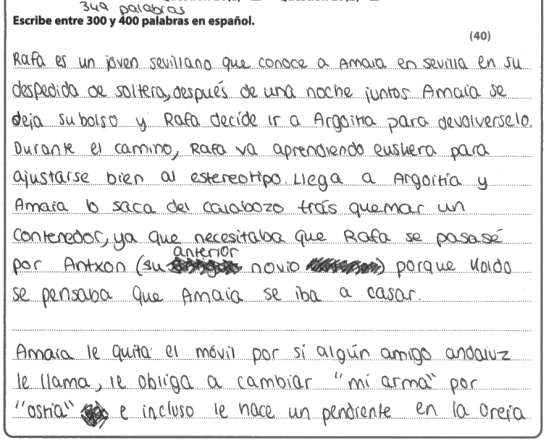 349 palabras
Escribe entre 300 y 400 palabras en español.
(40)
Rafa es un joven sevillano que conoce a Amaia en sevilla en su
despedida de soltera, después de una noche juntos Amaia se
deja su bolso y Rafa decide ir a Argoitia para devolverselo.
Durante el camino, Rafa va aprendiendo euskera para
ajustarse bien al estereotipo. Llega a Argoitia y
Amaia lo saca del calabozo trás quemar un
contenedor, ya que necesitaba que Rafa se pasasé
por Antxon (su anterior novio) porque Koldo
se pensaba que Amaia se iba a casar.
Amaia le quita el móvil por si algún amigo andaluz
le llama, le obliga a cambiar "mi arma" por
"ostia" e incluso le hace un pendiente en la oreja